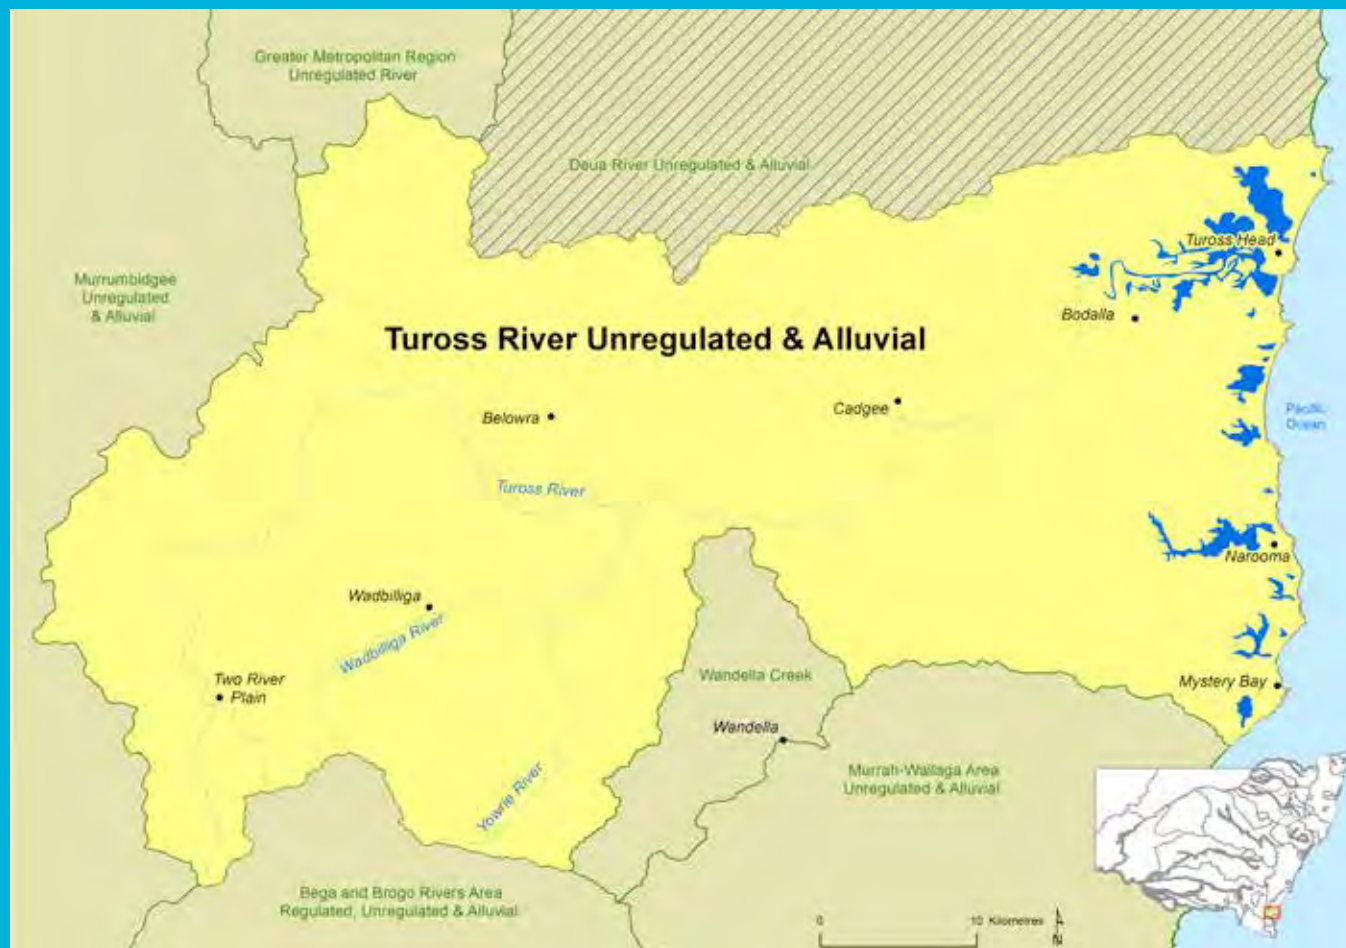 Greater Metropolitan Region
Unregulated River
Deua River Unregulated & Alluvial
Murrumbidgee
Unregulated
& Alluvial
Tuross Head
Bodalla
Tuross River Unregulated & Alluvial
Belowra
Cadgee
Pacific
Ocean
Tuross River
Narooma
Wadbilliga
Wadbilliga River
Two River
Plain
Wandella Creek
Mystery Bay
Wandella
Yowrie River
Murrah-Wallaga Area
Unregulated & Alluvial
Bega and Brogo Rivers Area
Regulated, Unregulated & Alluvial
0 10 Kilometres
N